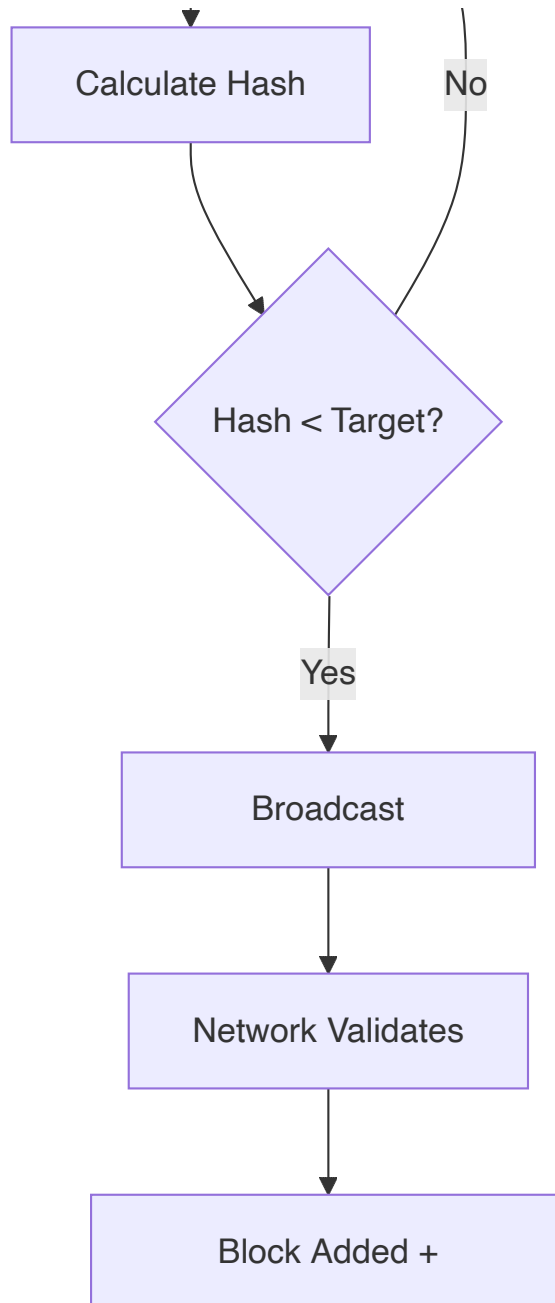 Calculate Hash
No
Hash < Target?
Yes
Broadcast
Network Validates
Block Added +